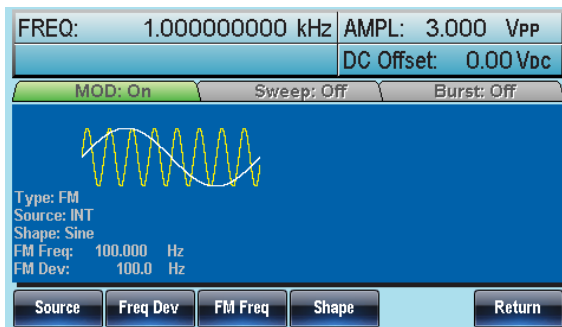 FREQ: 1.000000000 kHz AMPL: 3.000 VPP
DC Offset: 0.00 VDC
MOD: On Sweep: Off Burst: Off
Type: FM
Source: INT
Shape: Sine
FM Freq: 100.000 Hz
FM Dev: 100.0 Hz
Source Freq Dev FM Freq Shape Return